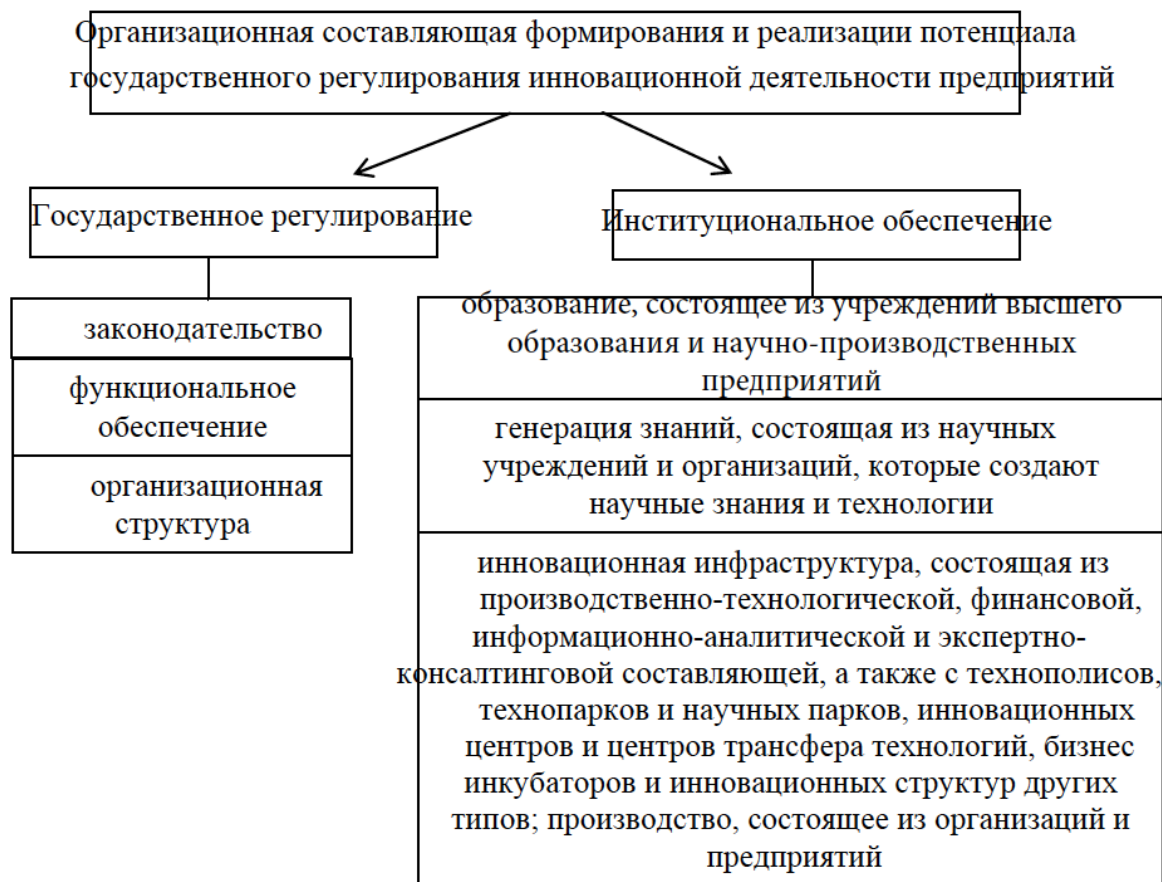 Организационная составляющая формирования и реализации потенциала
государственного регулирования инновационной деятельности предприятий
Государственное регулирование
Институциональное обеспечение
законодательство
функциональное
обеспечение
организационная
структура
образование, состоящее из учреждений высшего
образования и научно-производственных
предприятий
генерация знаний, состоящая из научных
учреждений и организаций, которые создают
научные знания и технологии
инновационная инфраструктура, состоящая из
производственно-технологической, финансовой,
информационно-аналитической и экспертно-
консалтинговой составляющей, а также с технополисов,
технопарков и научных парков, инновационных
центров и центров трансфера технологий, бизнес
инкубаторов и инновационных структур других
типов; производство, состоящее из организаций и
предприятий